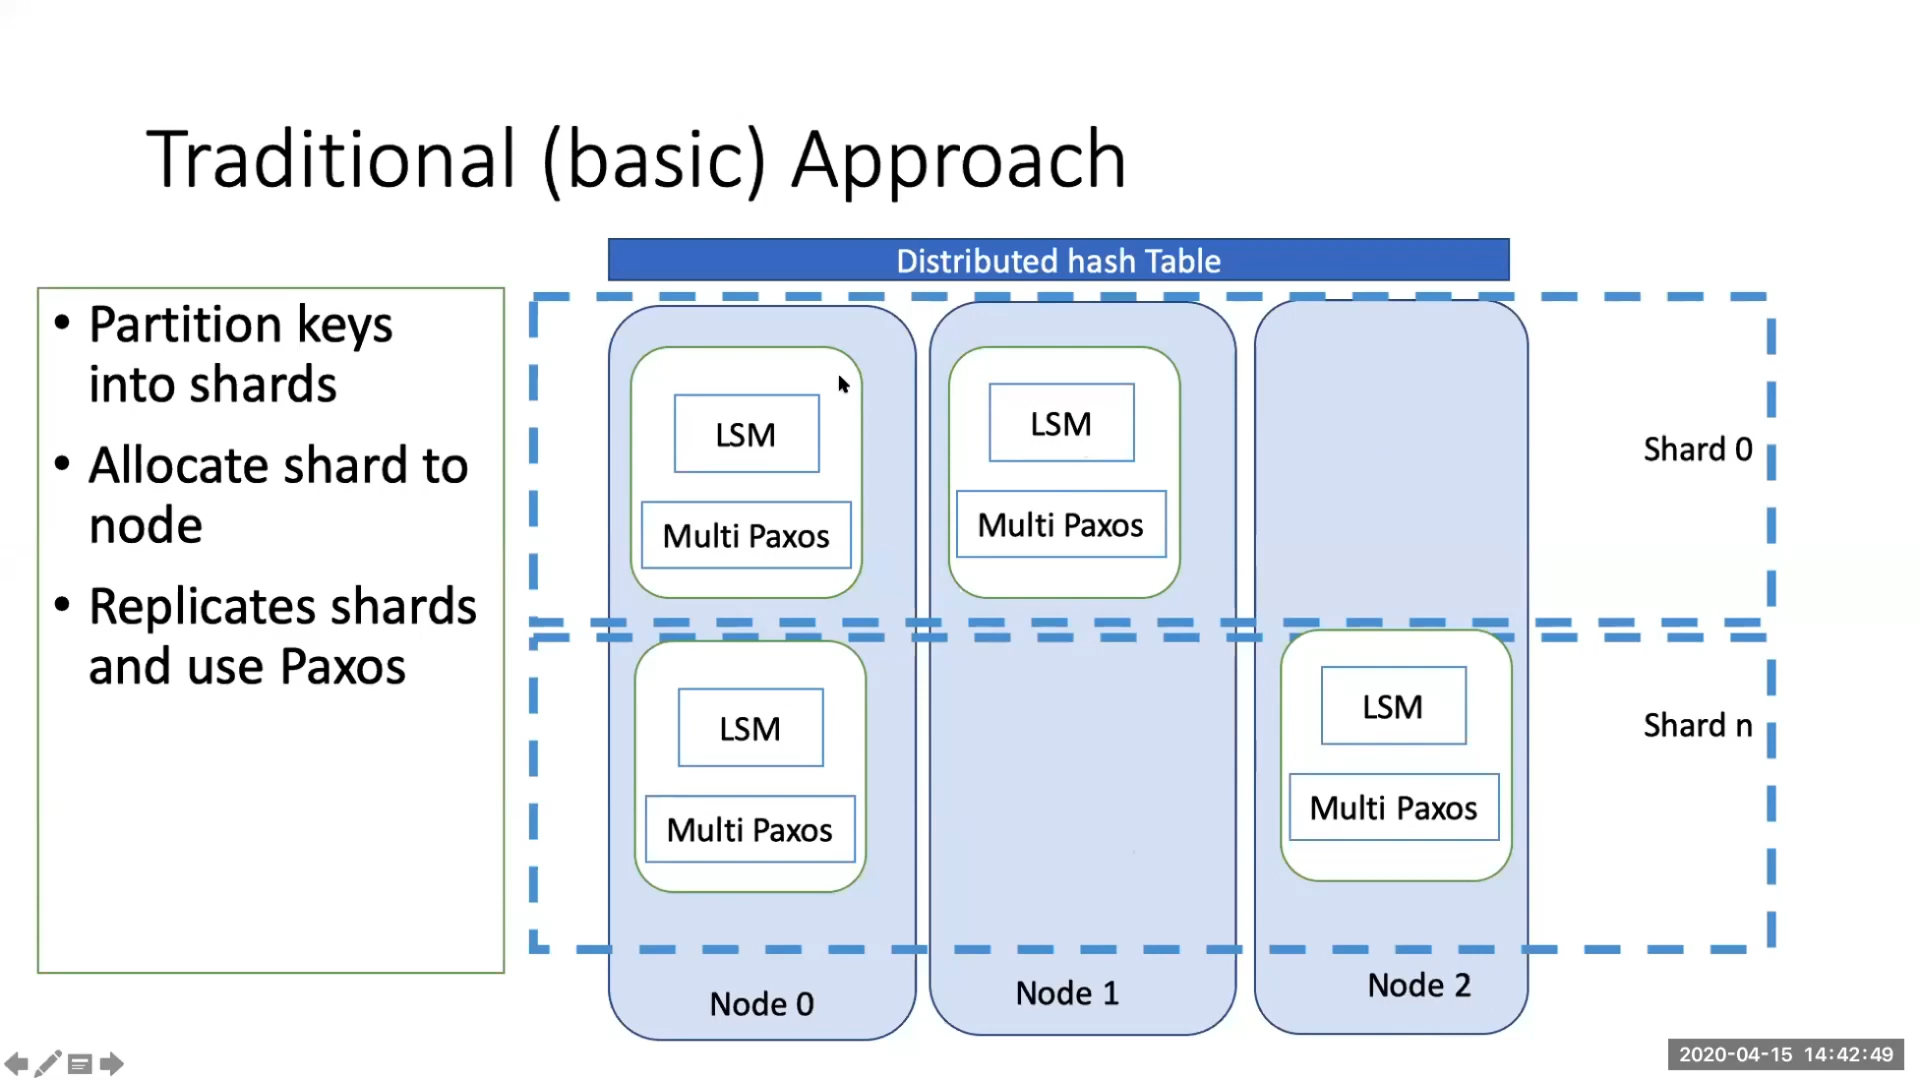 Traditional (basic) Approach
• Partition keys
into shards
• Allocate shard to
node
• Replicates shards
and use Paxos
Distributed hash Table
LSM
Multi Paxos
LSM
Multi Paxos
Shard 0
LSM
Multi Paxos
LSM
Multi Paxos
Shard n
Node 0
Node 1
Node 2
2020-04-15 14:42:49